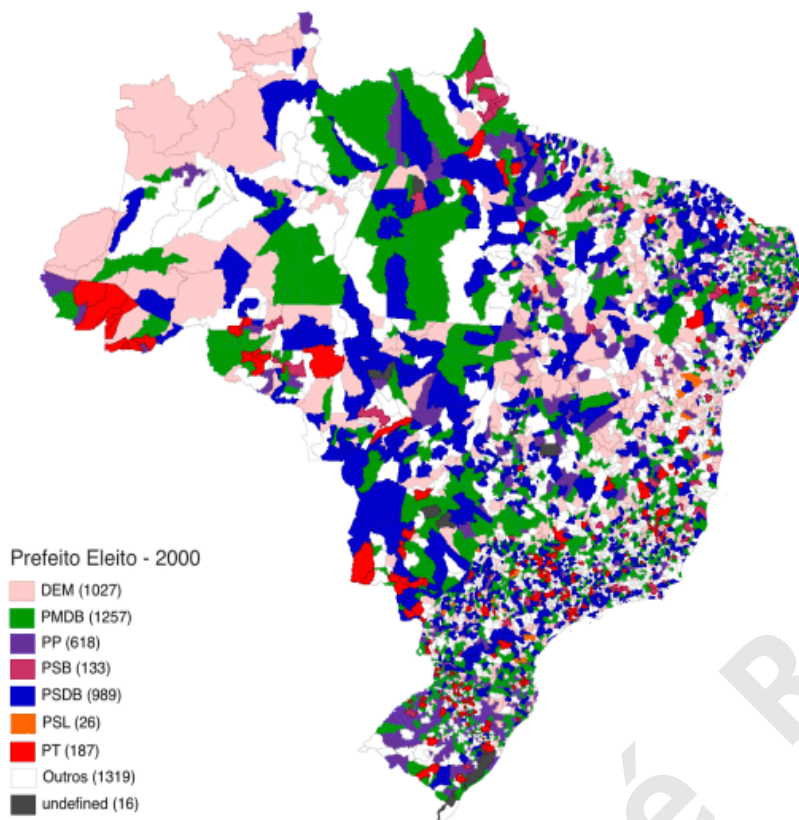 Prefeito Eleito - 2000
DEM (1027)
PMDB (1257)
PP (618)
PSB (133)
PSDB (989)
PSL (26)
PT (187)
Outros (1319)
undefined (16)
é R